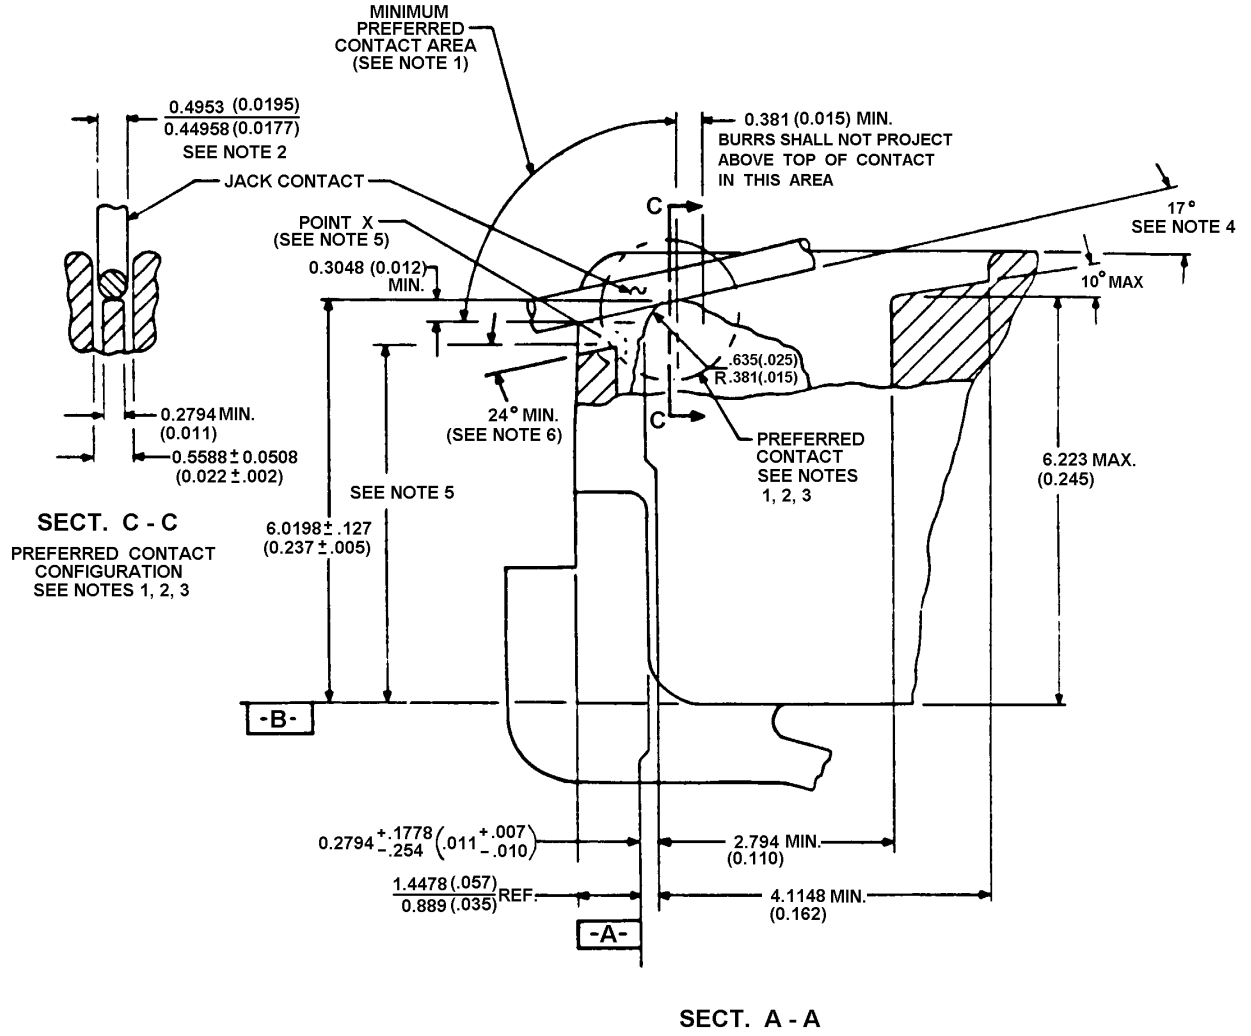 MINIMUM
PREFERRED
CONTACT AREA
(SEE NOTE 1)
0.4953 (0.0195)
0.44958 (0.0177)
SEE NOTE 2
JACK CONTACT
POINT X
(SEE NOTE 5)
0.3048 (0.012)
MIN.
0.381 (0.015) MIN.
BURRS SHALL NOT PROJECT
ABOVE TOP OF CONTACT
IN THIS AREA
C
17°
SEE NOTE 4
10° MAX
.635(.025)
R.381(.015)
C
24° MIN.
(SEE NOTE 6)
PREFERRED
CONTACT
SEE NOTES
1, 2, 3
0.2794 MIN.
(0.011)
0.5588 ± 0.0508
(0.022 ±.002)
SECT. C - C
PREFERRED CONTACT
CONFIGURATION
SEE NOTES 1, 2, 3
SEE NOTE 5
6.0198 ± .127
(0.237 ±.005)
6.223 MAX.
(0.245)
-B-
0.2794 +.1778 -.254 (.011 +.007 -.010)
2.794 MIN.
(0.110)
1.4478 (.057)
0.889 (.035) REF.
4.1148 MIN.
(0.162)
-A-
SECT. A - A